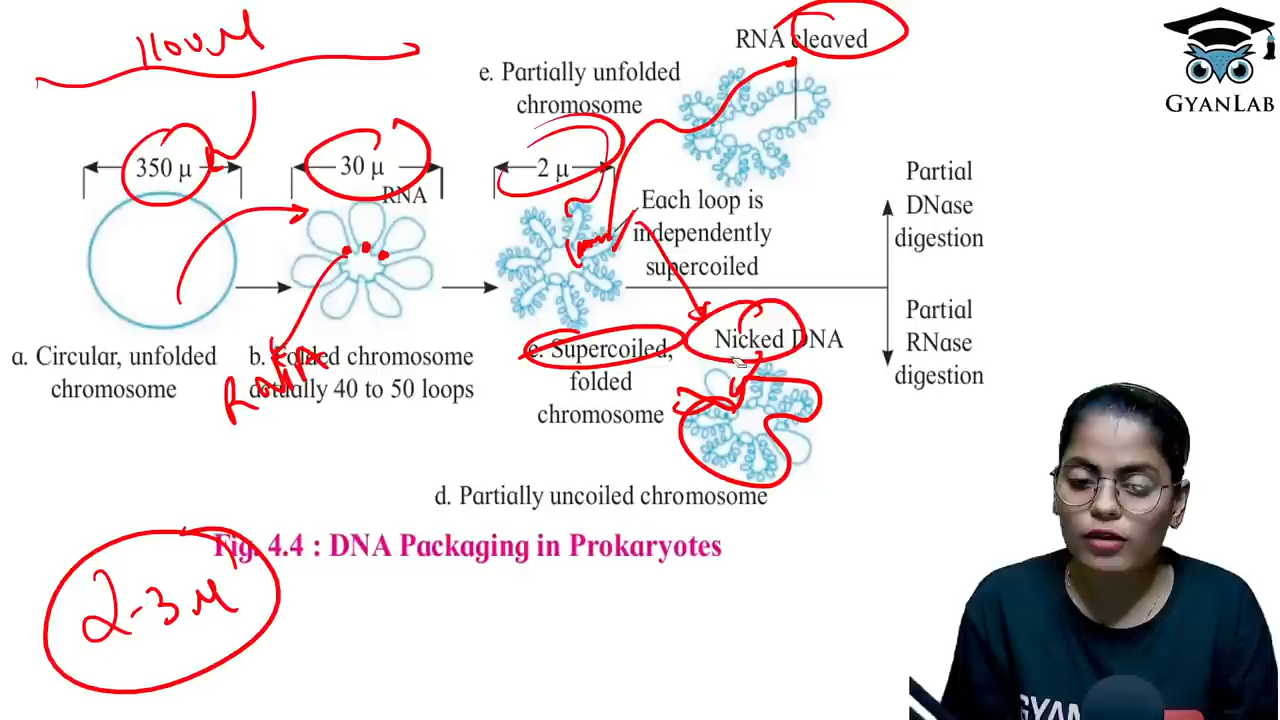 1100 μ
RNA cleaved
GYANLAB
e. Partially unfolded
chromosome
350 μ
30 μ
2 μ
RNA
Each loop is
independently
supercoiled
Partial
DNase
digestion
Partial
RNase
digestion
Nicked DNA
a. Circular, unfolded
chromosome
b. Folded chromosome
actually 40 to 50 loops
RNA
c. Supercoiled,
folded
chromosome
d. Partially uncoiled chromosome
Fig. 4.4 : DNA Packaging in Prokaryotes
2-3 μ